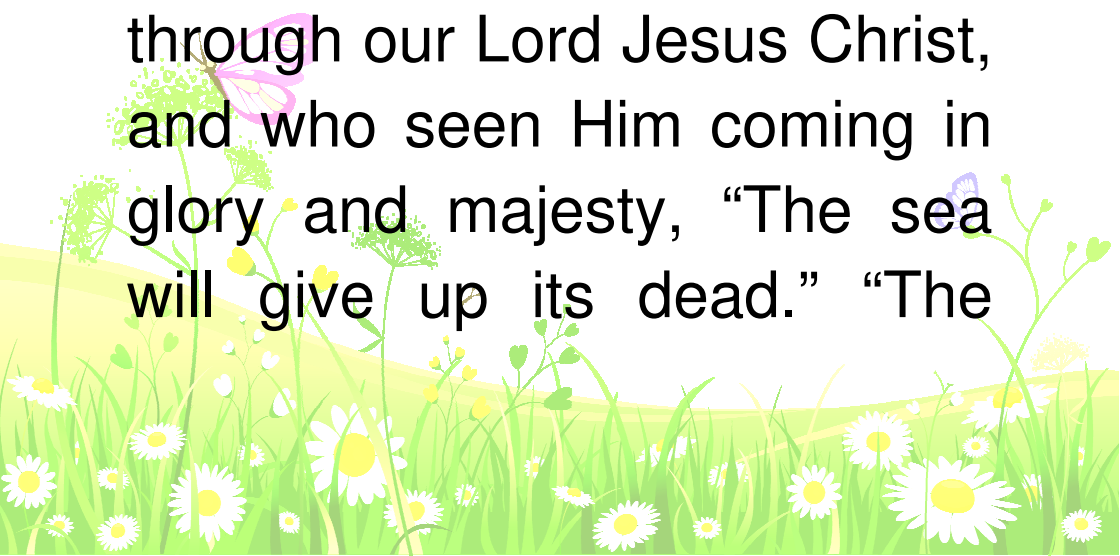 through our Lord Jesus Christ,
and who seen Him coming in
glory and majesty, “The sea
will give up its dead.” “The